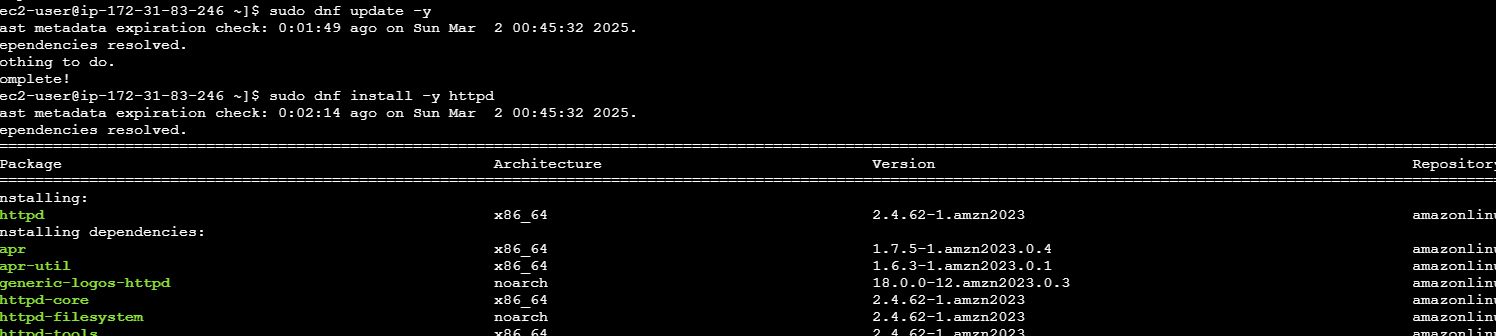 ec2-user@ip-172-31-83-246 ~]$ sudo dnf update -y
ast metadata expiration check: 0:01:49 ago on Sun Mar  2 00:45:32 2025.
ependencies resolved.
othing to do.
omplete!
ec2-user@ip-172-31-83-246 ~]$ sudo dnf install -y httpd
ast metadata expiration check: 0:02:14 ago on Sun Mar  2 00:45:32 2025.
ependencies resolved.
Package Architecture Version Repository
nstalling:
httpd x86_64 2.4.62-1.amzn2023 amazonlinu
nstalling dependencies:
apr x86_64 1.7.5-1.amzn2023.0.4 amazonlinu
apr-util x86_64 1.6.3-1.amzn2023.0.1 amazonlinu
generic-logos-httpd noarch 18.0.0-12.amzn2023.0.3 amazonlinu
httpd-core x86_64 2.4.62-1.amzn2023 amazonlinu
httpd-filesystem noarch 2.4.62-1.amzn2023 amazonlinu
httpd-tools x86_64 2.4.62-1.amzn2023 amazonlinu